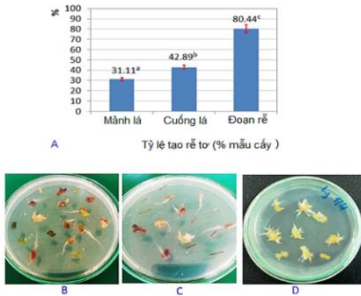 %
100
90
80
70
60
50
40
30
20
10
0
31.11a
42.89b
80.44c
Mảnh lá Cuống lá Đoạn rễ
A Tỷ lệ tạo rễ tơ (% mẫu cấy )
B C D